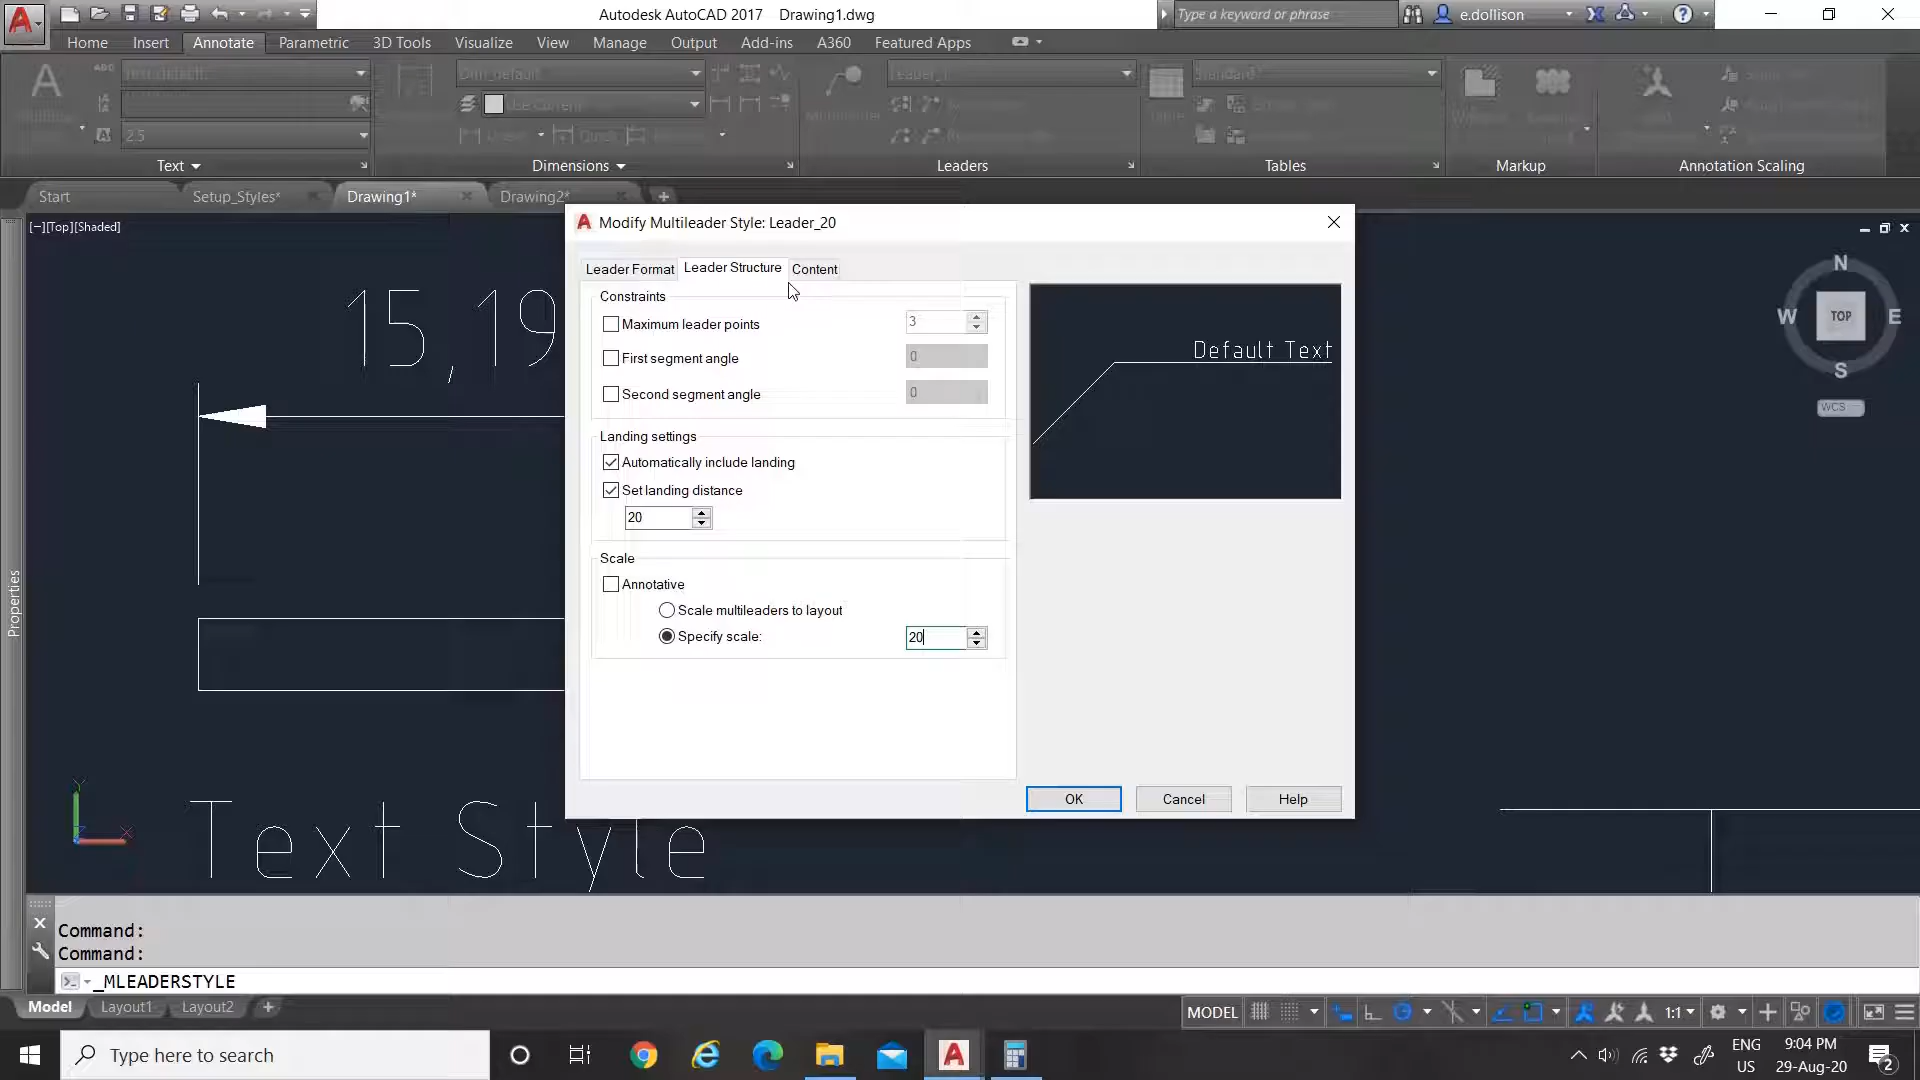 Autodesk AutoCAD 2017 Drawing1.dwg
Type a keyword or phrase
e.dollison
Home Insert Annotate Parametric 3D Tools Visualize View Manage Output Add-ins A360 Featured Apps
2.5
Text Dimensions Leaders Tables Markup Annotation Scaling
Start Setup_Styles* Drawing1* Drawing2*
[−][Top][Shaded]
Modify Multileader Style: Leader_20
Leader Format Leader Structure Content
Constraints
Maximum leader points 3
First segment angle 0
Second segment angle 0
Landing settings
Automatically include landing
Set landing distance
20
Scale
Annotative
Scale multileaders to layout
Specify scale: 20
Default Text
OK Cancel Help
N
W TOP E
S
WCS
15,19
Properties
Y
X
Text Style
Command:
Command:
_MLEADERSTYLE
Model Layout1 Layout2 +
MODEL 1:1
Type here to search
ENG
US
9:04 PM
29-Aug-20
2